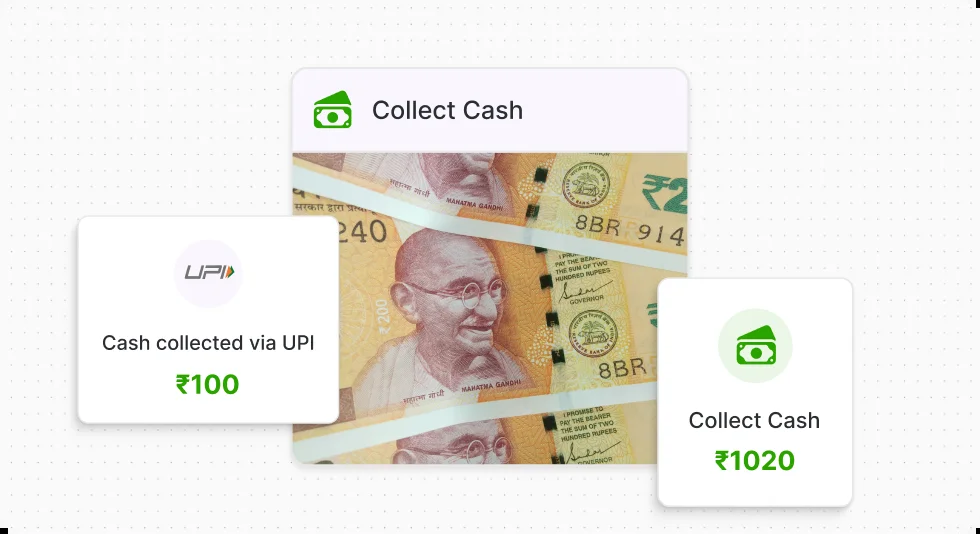 Collect Cash
महात्मा गांधी MAHATMA GANDHI
₹2
सरकार द्वारा
8BR 914
240
I PROMISE TO
PAY THE BEARER
THE SUM OF TWO
HUNDRED RUPEES
GOVERNOR
₹ 200
UPI
Cash collected via UPI
₹100
8BR
महात्मा गांधी MAHATMA GANDHI
I PROMISE TO
PAY THE BEARER
THE SUM OF TWO
HUNDRED RUPEES
GOVERNOR
Collect Cash
₹1020